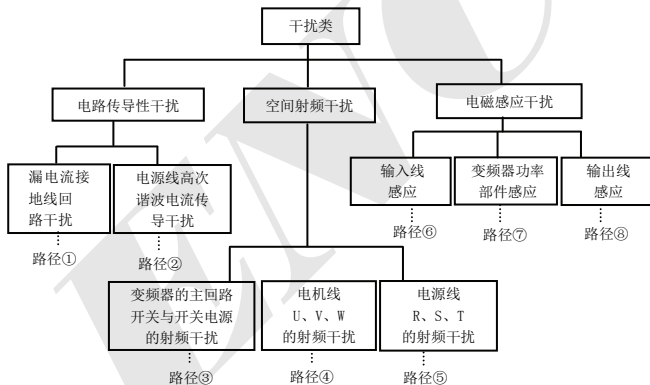 干扰类
电路传导性干扰
空间射频干扰
电磁感应干扰
漏电流接
地线回
路干扰
电源线高次
谐波电流传
导干扰
输入线
感应
变频器功率
部件感应
输出线
感应
路径①
路径②
路径⑥
路径⑦
路径⑧
变频器的主回路
开关与开关电源
的射频干扰
电机线
U、V、W
的射频干扰
电源线
R、S、T
的射频干扰
路径③
路径④
路径⑤
ENC